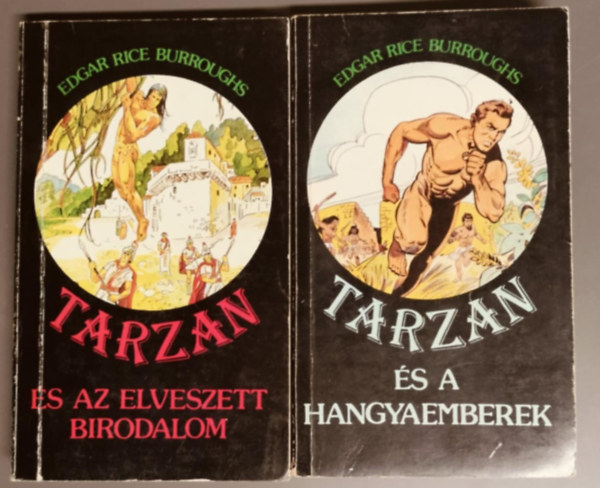 EDGAR RICE BURROUGHS
TARZAN
ÉS AZ ELVESZETT
BIRODALOM
EDGAR RICE BURROUGHS
TARZAN
ÉS A
HANGYAEMBEREK